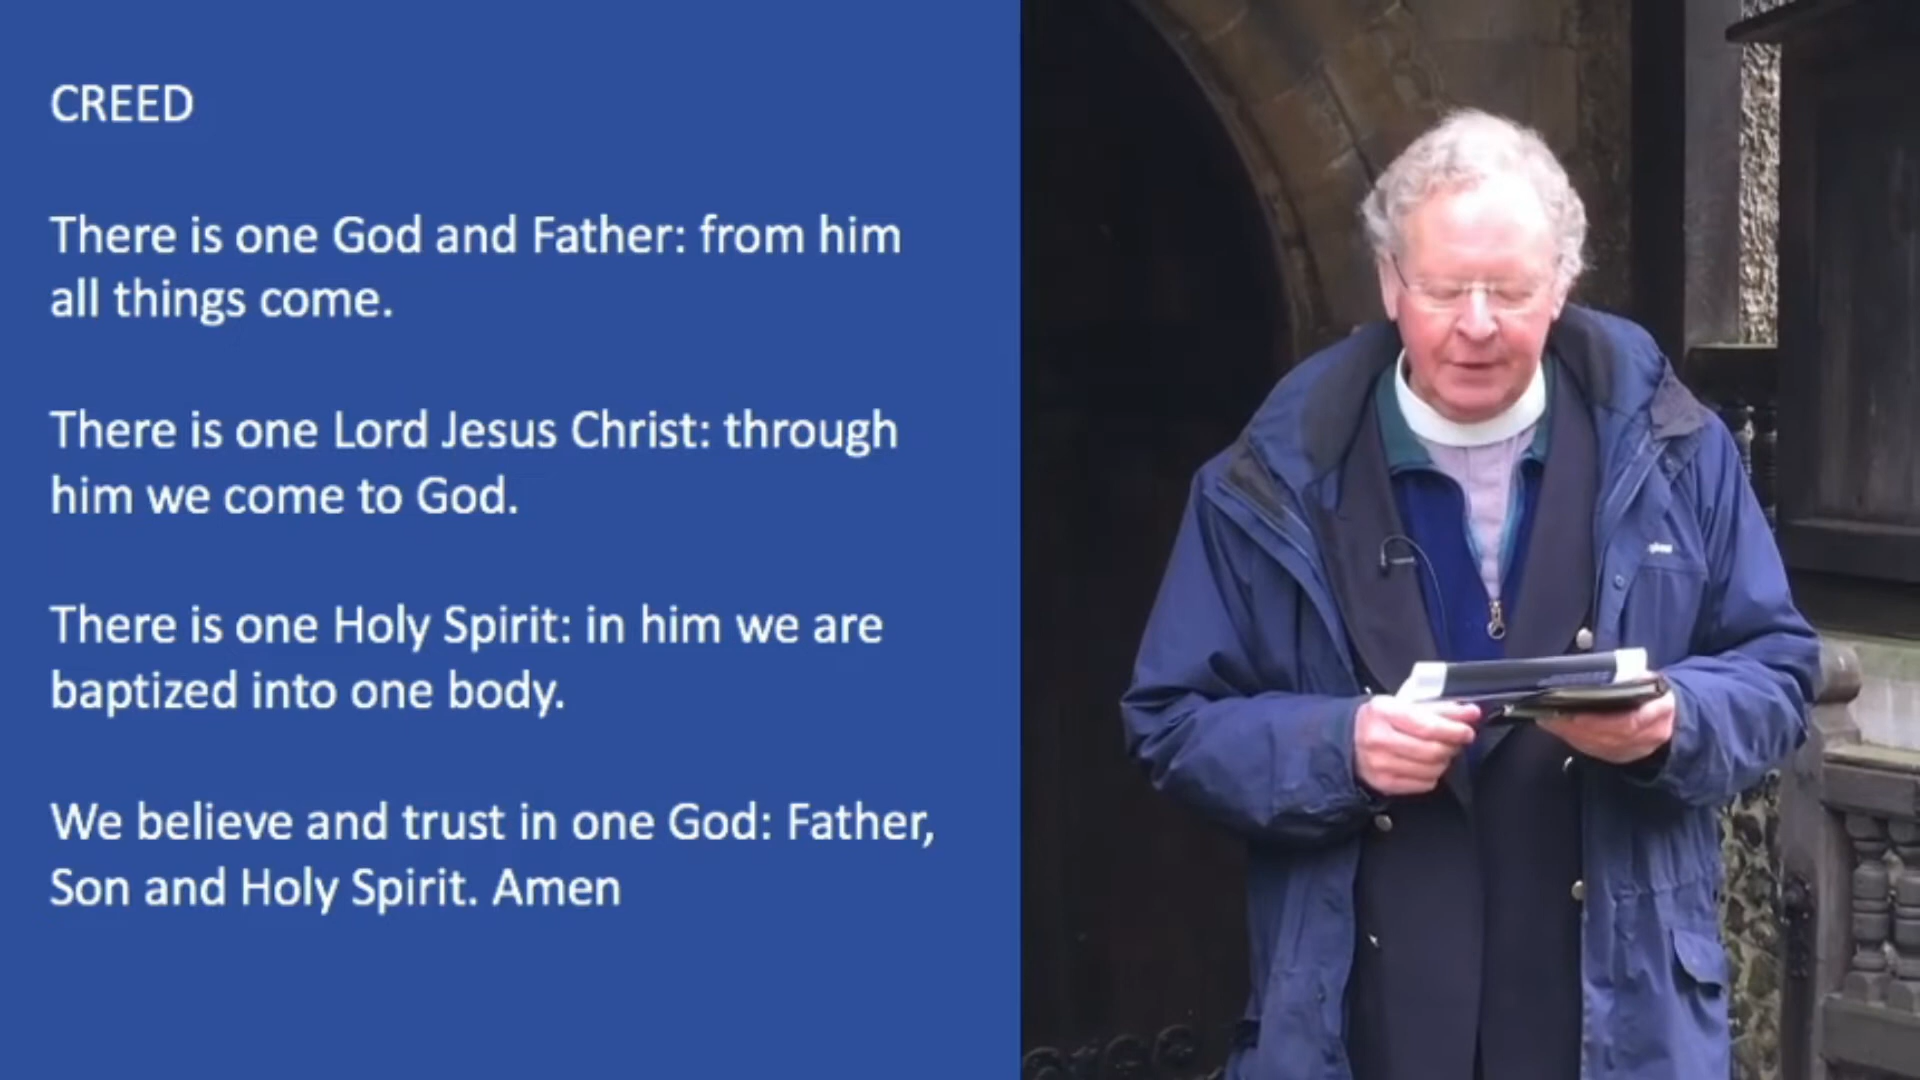 CREED
There is one God and Father: from him
all things come.
There is one Lord Jesus Christ: through
him we come to God.
There is one Holy Spirit: in him we are
baptized into one body.
We believe and trust in one God: Father,
Son and Holy Spirit. Amen